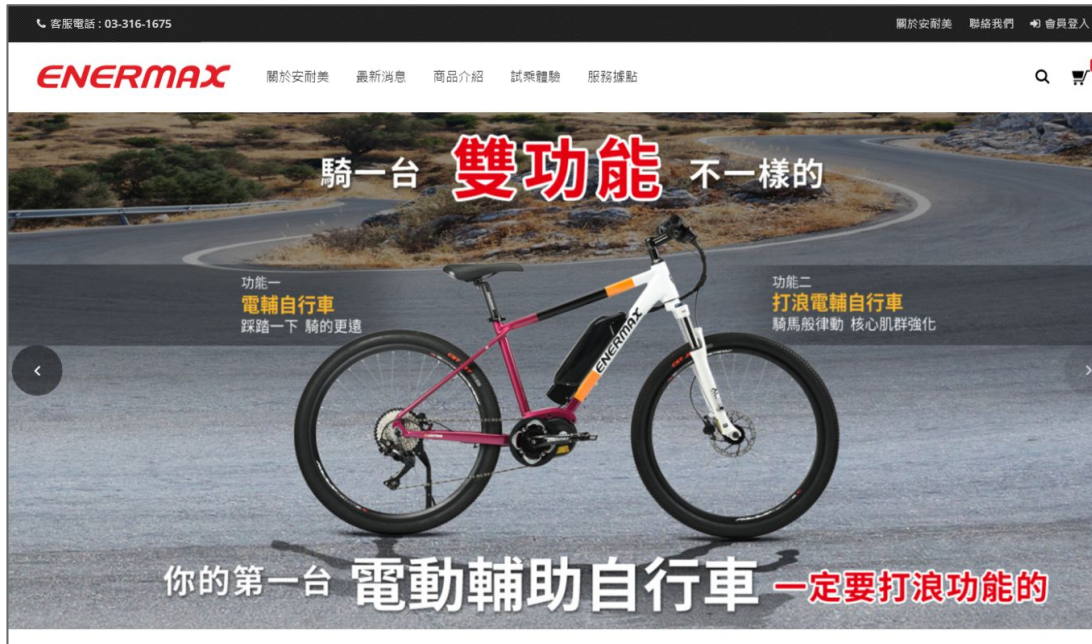 客服電話 : 03-316-1675
關於安耐美 聯絡我們 會員登入
ENERMAX 關於安耐美 最新消息 商品介紹 試乘體驗 服務據點
騎一台 雙功能 不一樣的
功能一
電輔自行車
踩踏一下 騎的更遠
功能二
打浪電輔自行車
騎馬般律動 核心肌群強化
ENERMAX
你的第一台 電動輔助自行車 一定要打浪功能的